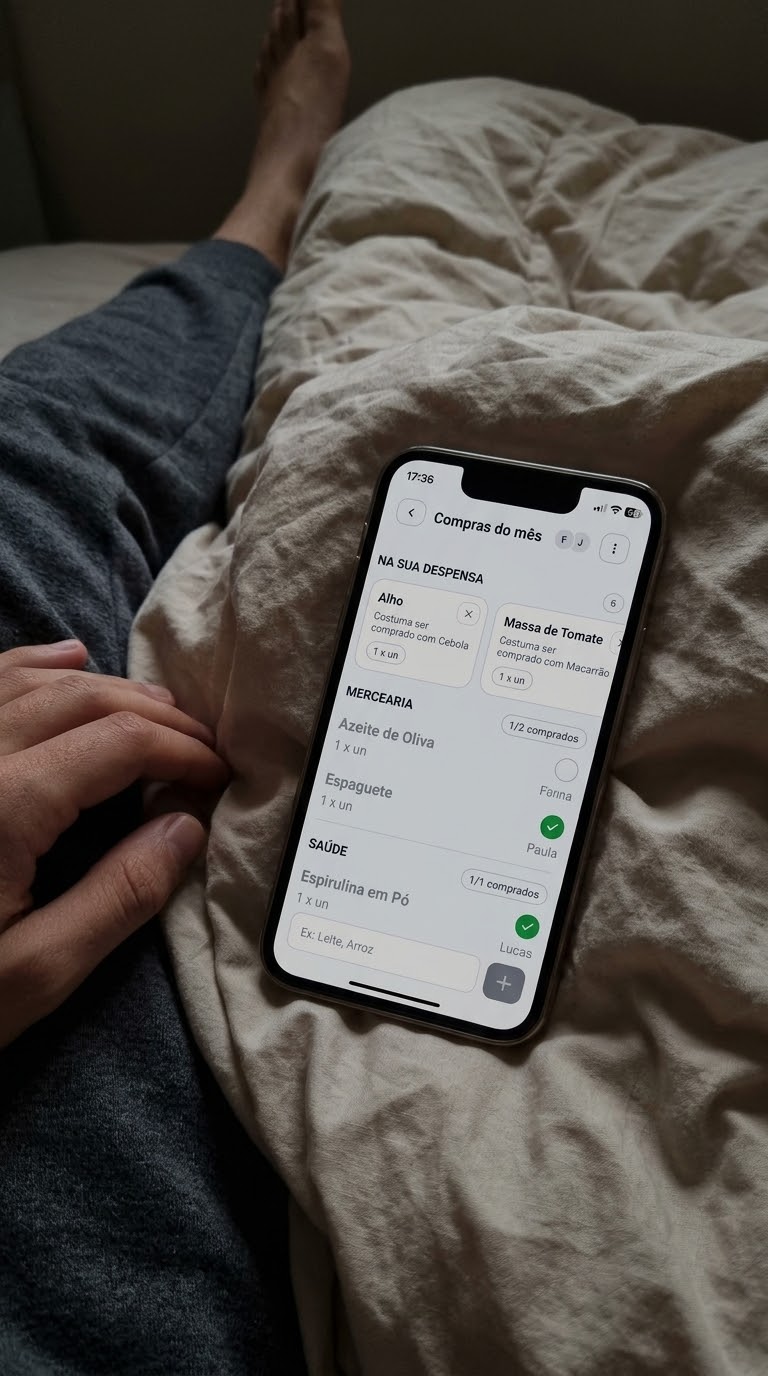 17:36
Compras do mês
F J
NA SUA DESPENSA
6
Alho
Costuma ser
comprado com Cebola
1 x un
Massa de Tomate
Costuma ser
comprado com Macarrão
1 x un
MERCEARIA
1/2 comprados
Azeite de Oliva
1 x un
Farina
Espaguete
1 x un
Paula
SAÚDE
1/1 comprados
Espirulina em Pó
1 x un
Lucas
Ex: Leite, Arroz